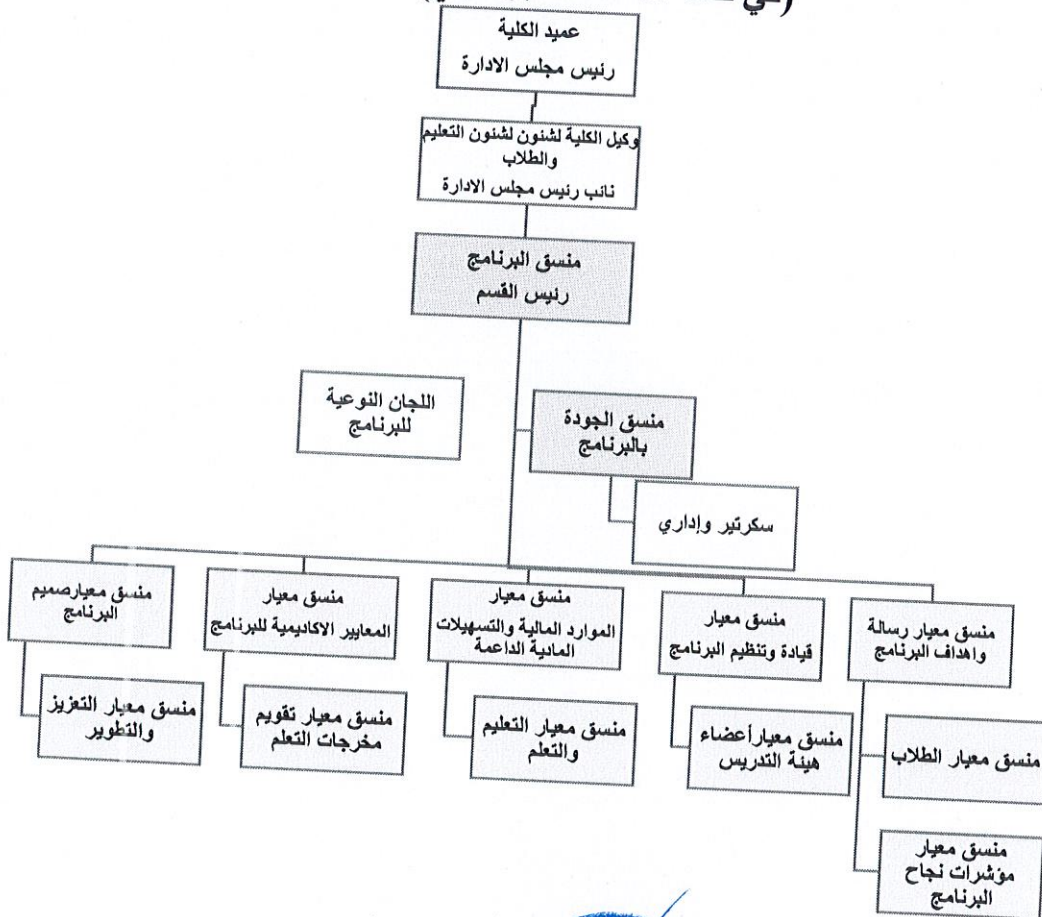 عميد الكلية
رئيس مجلس الادارة
وكيل الكلية لشئون لشئون التعليم
والطلاب
نائب رئيس مجلس الادارة
منسق البرنامج
رئيس القسم
اللجان النوعية
للبرنامج
منسق الجودة
بالبرنامج
سكرتير وإداري
منسق معيار رسالة
واهداف البرنامج
منسق معيار
قيادة وتنظيم البرنامج
منسق معيار
الموارد المالية والتسهيلات
المادية الداعمة
منسق معيار
المعايير الاكاديمية للبرنامج
منسق معيارصميم
البرنامج
منسق معيار الطلاب
منسق معيارأعضاء
هيئة التدريس
منسق معيار التعليم
والتعلم
منسق معيار تقويم
مخرجات التعلم
منسق معيار التعزيز
والتطوير
منسق معيار
مؤشرات نجاح
البرنامج